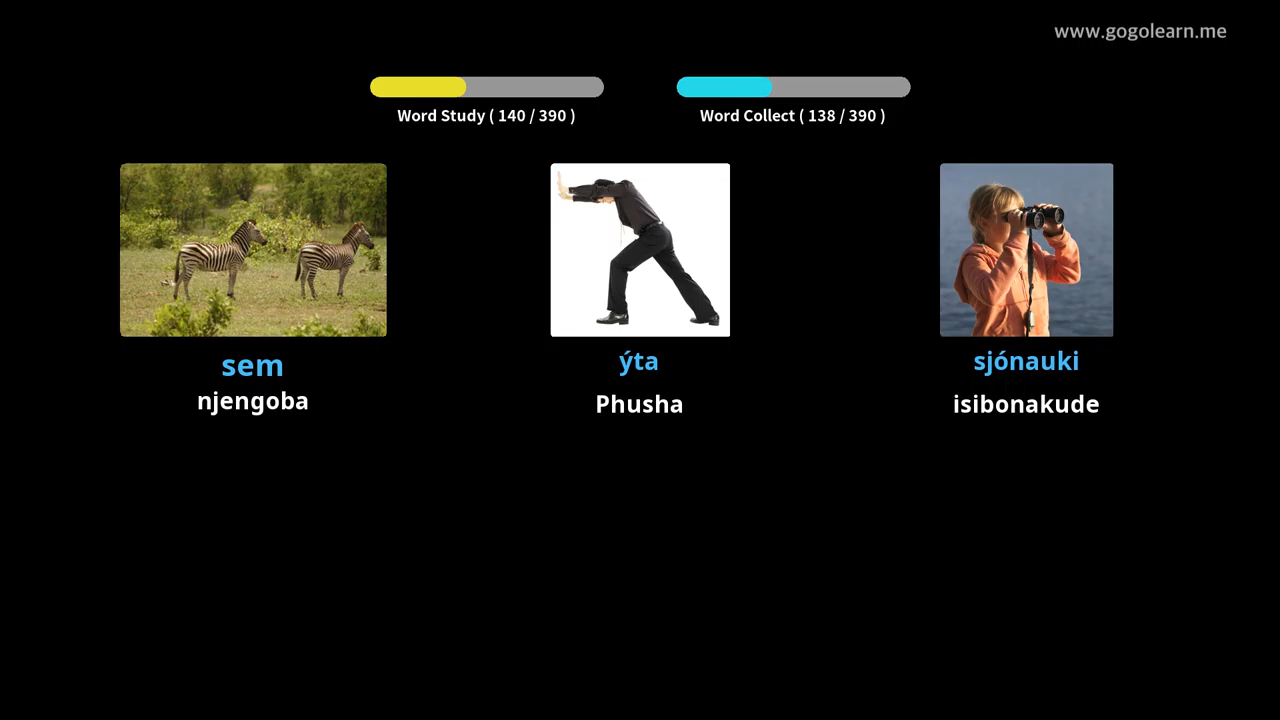 www.gogolearn.me
Word Study ( 140 / 390 )
Word Collect ( 138 / 390 )
sem
njengoba
ýta
Phusha
sjónauki
isibonakude